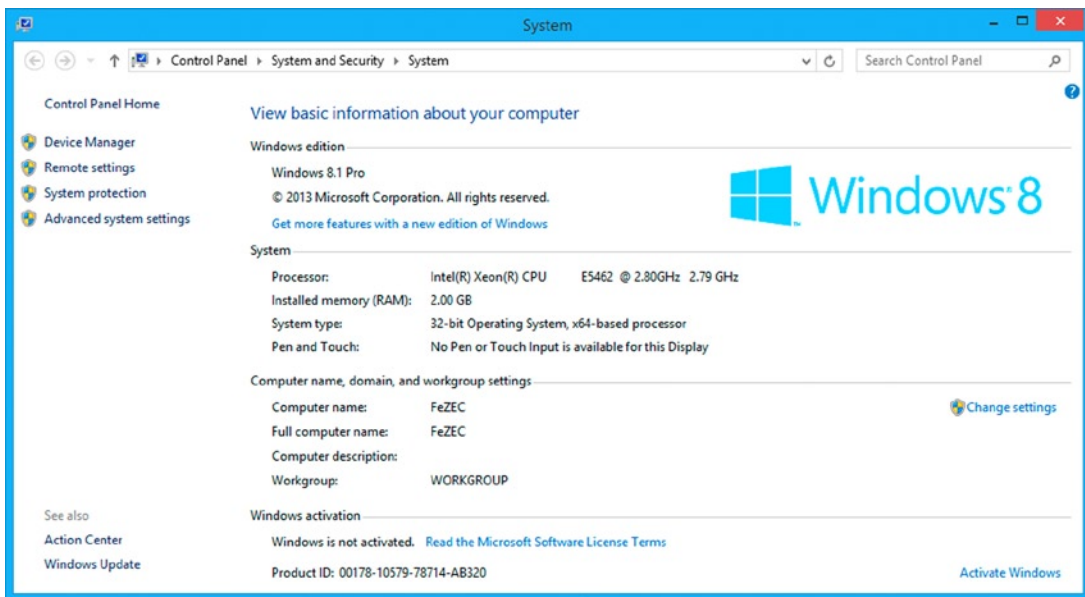 System
Control Panel System and Security System
Search Control Panel
Control Panel Home
Device Manager
Remote settings
System protection
Advanced system settings
View basic information about your computer
Windows edition
Windows 8.1 Pro
© 2013 Microsoft Corporation. All rights reserved.
Get more features with a new edition of Windows
Windows 8
System
Processor: Intel(R) Xeon(R) CPU E5462 @ 2.80GHz 2.79 GHz
Installed memory (RAM): 2.00 GB
System type: 32-bit Operating System, x64-based processor
Pen and Touch: No Pen or Touch Input is available for this Display
Computer name, domain, and workgroup settings
Computer name: FeZEC
Change settings
Full computer name: FeZEC
Computer description:
Workgroup: WORKGROUP
Windows activation
Windows is not activated. Read the Microsoft Software License Terms
Product ID: 00178-10579-78714-AB320
Activate Windows
See also
Action Center
Windows Update